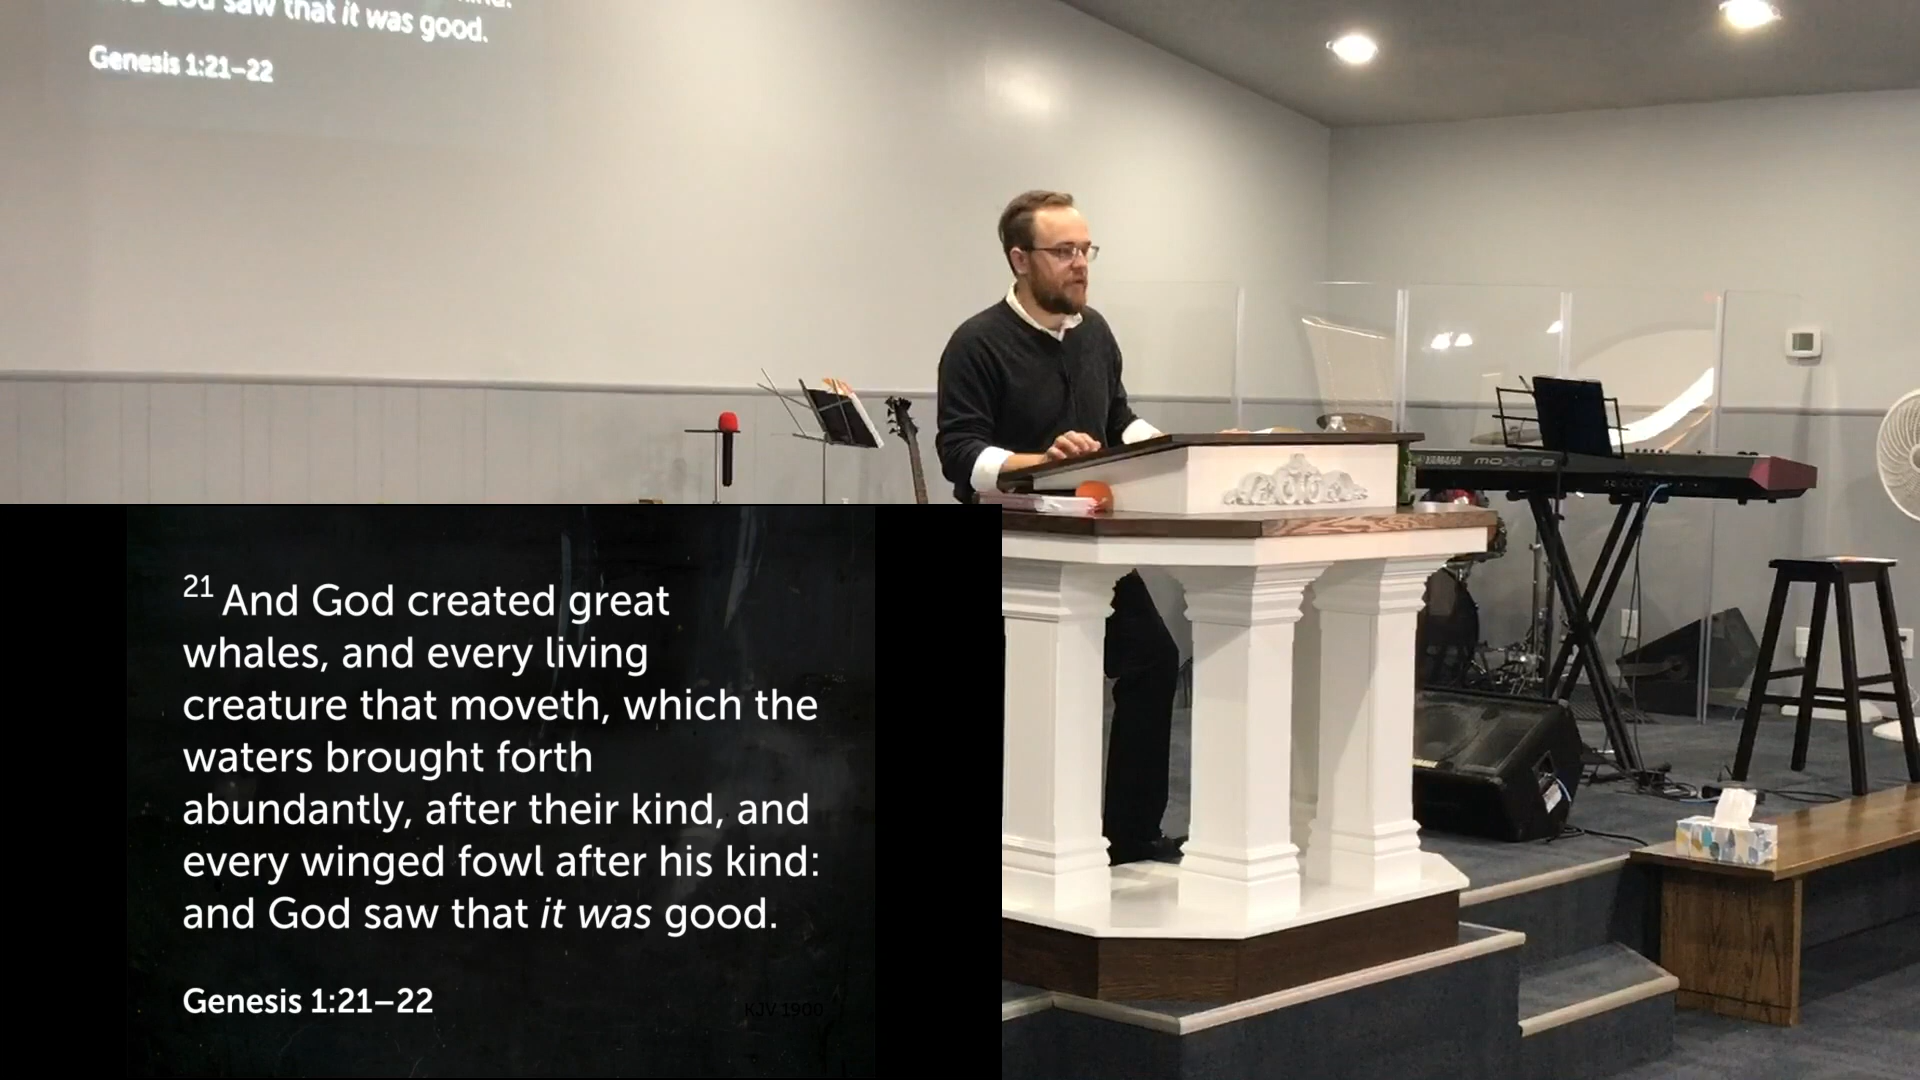 God saw that it was good.
Genesis 1:21–22
YAMAHA MOXF8
21 And God created great
whales, and every living
creature that moveth, which the
waters brought forth
abundantly, after their kind, and
every winged fowl after his kind:
and God saw that it was good.
Genesis 1:21–22
KJV 1900